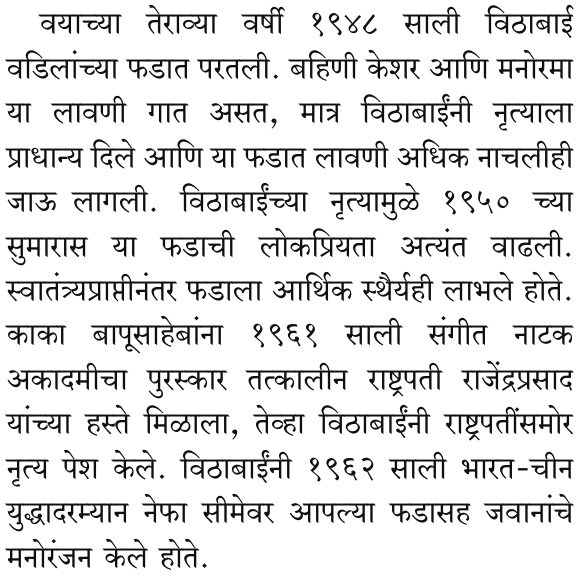 वयाच्या तेराव्या वर्षी १९४८ साली विठाबाई
वडिलांच्या फडात परतली. बहिणी केशर आणि मनोरमा
या लावणी गात असत, मात्र विठाबाईंनी नृत्याला
प्राधान्य दिले आणि या फडात लावणी अधिक नाचलीही
जाऊ लागली. विठाबाईंच्या नृत्यामुळे १९५० च्या
सुमारास या फडाची लोकप्रियता अत्यंत वाढली.
स्वातंत्र्यप्राप्तीनंतर फडाला आर्थिक स्थैर्यही लाभले होते.
काका बापूसाहेबांना १९६१ साली संगीत नाटक
अकादमीचा पुरस्कार तत्कालीन राष्ट्रपती राजेंद्रप्रसाद
यांच्या हस्ते मिळाला, तेव्हा विठाबाईंनी राष्ट्रपतींसमोर
नृत्य पेश केले. विठाबाईंनी १९६२ साली भारत-चीन
युद्धादरम्यान नेफा सीमेवर आपल्या फडासह जवानांचे
मनोरंजन केले होते.